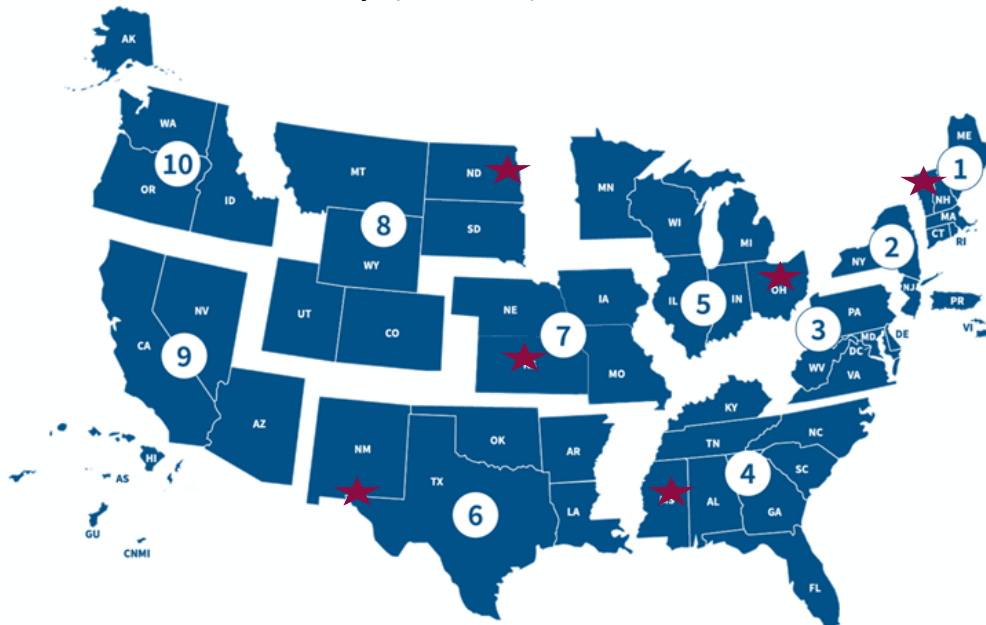 AK
WA
10
OR
ID
MT
ND
8
SD
WY
MN
WI
MI
ME
1
NH
MA
CT
RI
2
NY
NJ
PR
VI
NV
CA
9
UT
CO
NE
IA
7
MO
IL
5
IN
OH
3
PA
MD
DE
DC
WV
VA
AZ
NM
OK
TX
6
AR
LA
KY
TN
NC
SC
4
AL
GA
FL
HI
AS
GU
CNMI